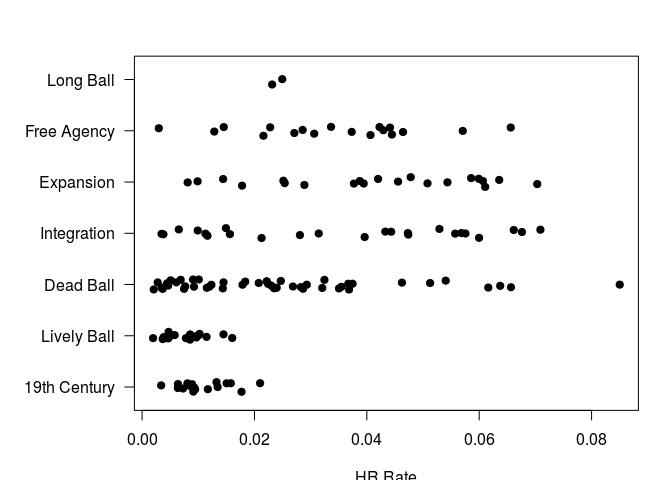 Long Ball
Free Agency
Expansion
Integration
Dead Ball
Lively Ball
19th Century
0.00 0.02 0.04 0.06 0.08
HR Rate